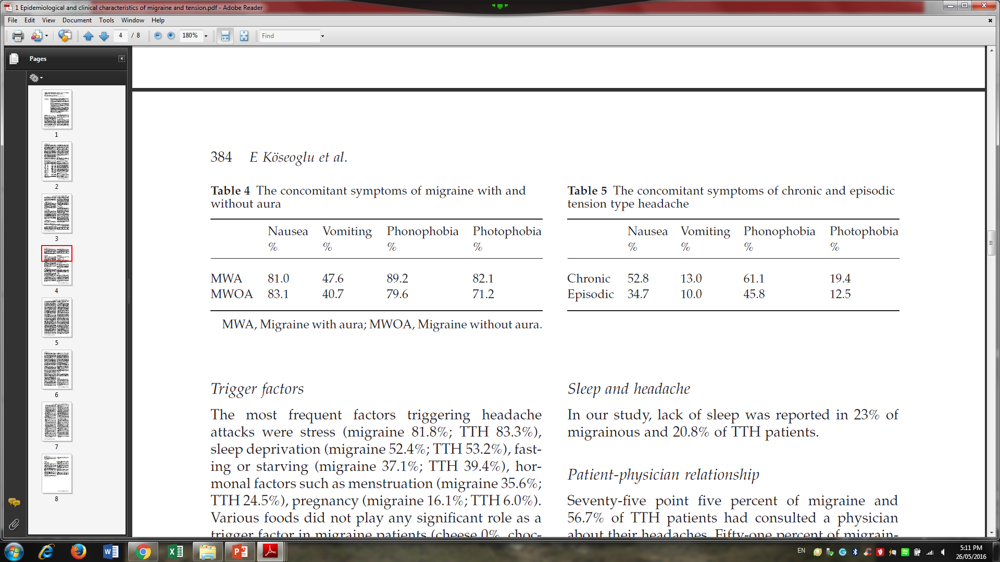 1 Epidemiological and clinical characteristics of migraine and tension.pdf - Adobe Reader
File Edit View Document Tools Window Help
4 / 8 180% Find
Pages
1
2
3
4
5
6
7
8
384 E Köseoglu et al.
Table 4 The concomitant symptoms of migraine with and
without aura
Nausea Vomiting Phonophobia Photophobia
% % % %
MWA 81.0 47.6 89.2 82.1
MWOA 83.1 40.7 79.6 71.2
MWA, Migraine with aura; MWOA, Migraine without aura.
Trigger factors
The most frequent factors triggering headache
attacks were stress (migraine 81.8%; TTH 83.3%),
sleep deprivation (migraine 52.4%; TTH 53.2%), fast-
ing or starving (migraine 37.1%; TTH 39.4%), hor-
monal factors such as menstruation (migraine 35.6%;
TTH 24.5%), pregnancy (migraine 16.1%; TTH 6.0%).
Various foods did not play any significant role as a
trigger factor in migraine patients (cheese 0%, choc-
Table 5 The concomitant symptoms of chronic and episodic
tension type headache
Nausea Vomiting Phonophobia Photophobia
% % % %
Chronic 52.8 13.0 61.1 19.4
Episodic 34.7 10.0 45.8 12.5
Sleep and headache
In our study, lack of sleep was reported in 23% of
migrainous and 20.8% of TTH patients.
Patient-physician relationship
Seventy-five point five percent of migraine and
56.7% of TTH patients had consulted a physician
about their headaches. Fifty-one percent of migrain-
EN
5:11 PM
26/05/2016